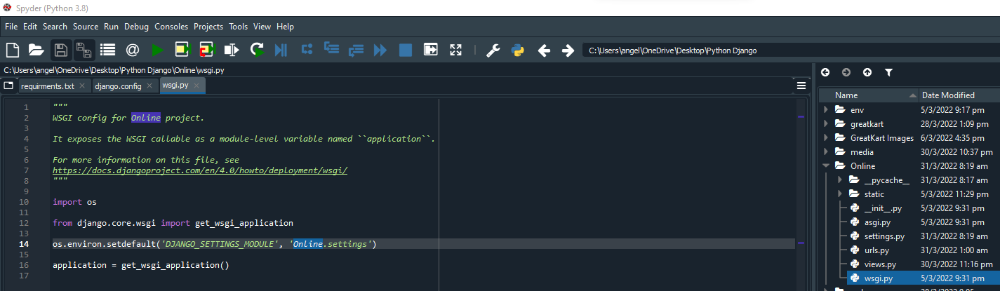 Spyder (Python 3.8)
File Edit Search Source Run Debug Consoles Projects Tools View Help
C:\Users\angel\OneDrive\Desktop\Python Django
C:\Users\angel\OneDrive\Desktop\Python Django\Online\wsgi.py
requirments.txt django.config wsgi.py
1 """
2 WSGI config for Online project.
3
4 It exposes the WSGI callable as a module-level variable named ``application``.
5
6 For more information on this file, see
7 https://docs.djangoproject.com/en/4.0/howto/deployment/wsgi/
8 """
9
10 import os
11
12 from django.core.wsgi import get_wsgi_application
13
14 os.environ.setdefault('DJANGO_SETTINGS_MODULE', 'Online.settings')
15
16 application = get_wsgi_application()
17
Name Date Modified
env 5/3/2022 9:17 pm
greatkart 28/3/2022 1:09 pm
GreatKart Images 6/3/2022 4:35 pm
media 30/3/2022 10:37 pm
Online 31/3/2022 8:19 am
__pycache__ 31/3/2022 8:17 am
static 5/3/2022 11:29 pm
__init__.py 5/3/2022 9:31 pm
asgi.py 5/3/2022 9:31 pm
settings.py 31/3/2022 8:19 am
urls.py 31/3/2022 1:00 am
views.py 30/3/2022 11:16 pm
wsgi.py 5/3/2022 9:31 pm